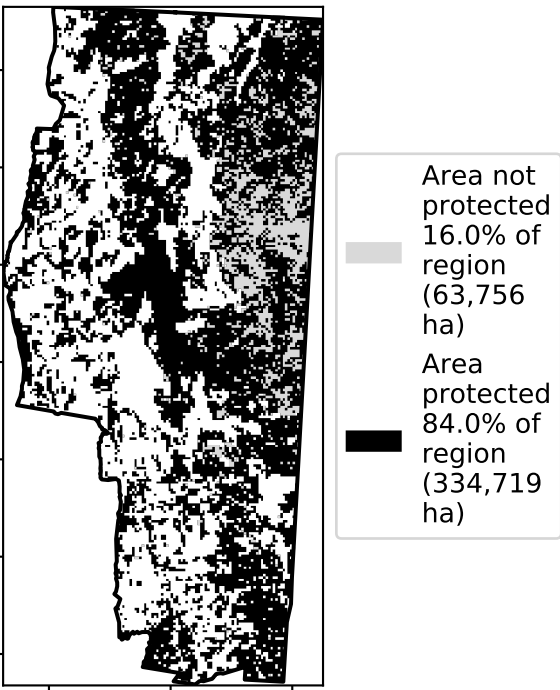 Area not
protected
16.0% of
region
(63,756
ha)
Area
protected
84.0% of
region
(334,719
ha)